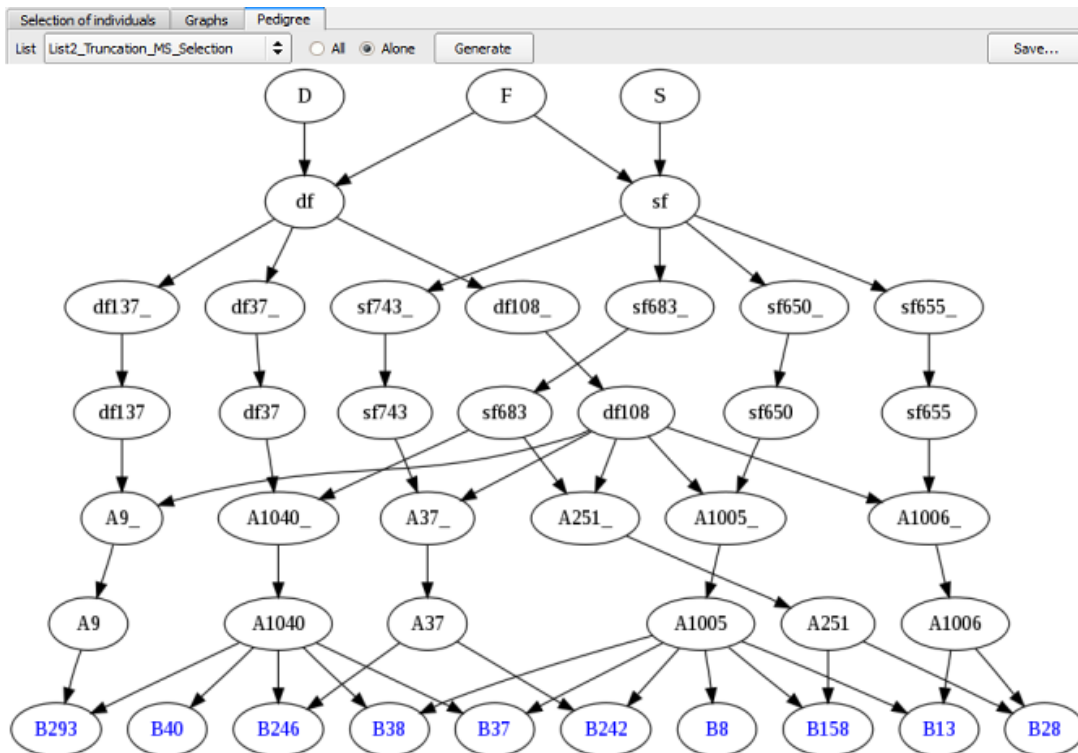 Selection of individuals Graphs Pedigree
List List2_Truncation_MS_Selection All Alone Generate Save...
D F S
df sf
df137_ df37_ sf743_ df108_ sf683_ sf650_ sf655_
df137 df37 sf743 sf683 df108 sf650 sf655
A9_ A1040_ A37_ A251_ A1005_ A1006_
A9 A1040 A37 A1005 A251 A1006
B293 B40 B246 B38 B37 B242 B8 B158 B13 B28